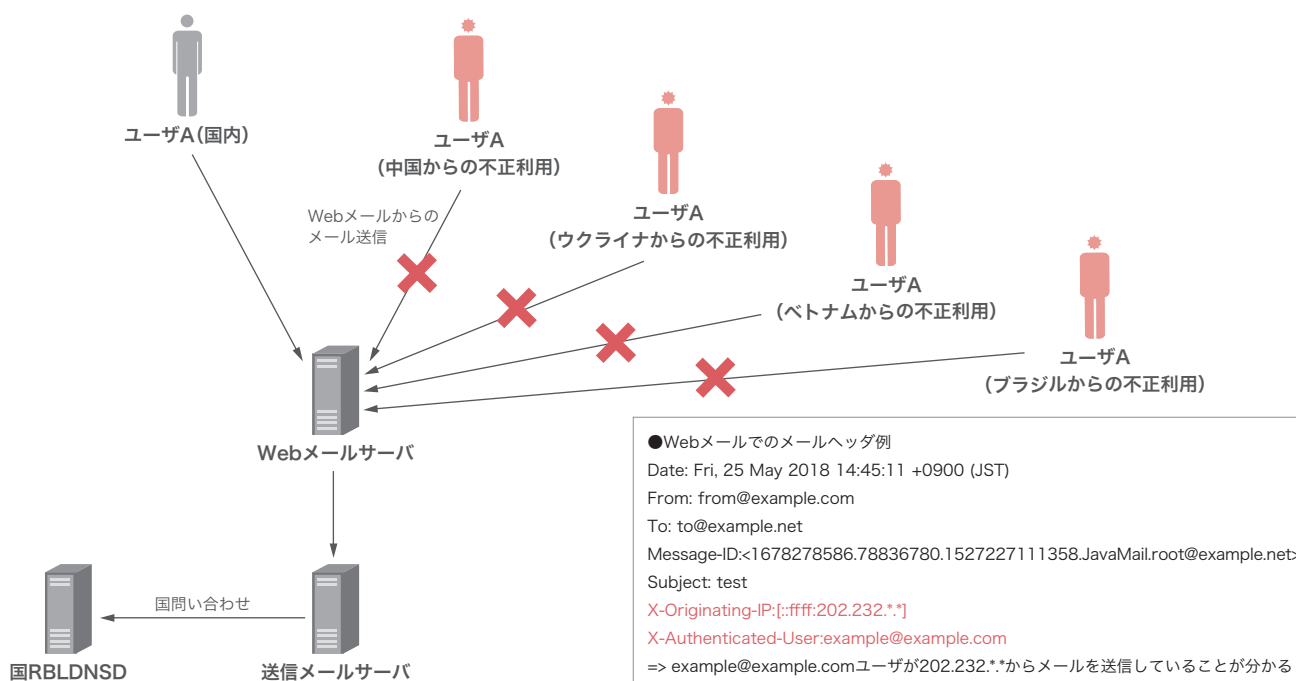 ユーザA(国内)
ユーザA
(中国からの不正利用)
Webメールからの
メール送信
ユーザA
(ウクライナからの不正利用)
ユーザA
(ベトナムからの不正利用)
ユーザA
(ブラジルからの不正利用)
Webメールサーバ
国問い合わせ
国RBLDNSD
送信メールサーバ
●Webメールでのメールヘッダ例
Date: Fri, 25 May 2018 14:45:11 +0900 (JST)
From: from@example.com
To: to@example.net
Message-ID:<1678278586.78836780.1527227111358.JavaMail.root@example.net>
Subject: test
X-Originating-IP:[::ffff:202.232.*.*]
X-Authenticated-User:example@example.com
=> example@example.comユーザが202.232.*.*からメールを送信していることが分かる